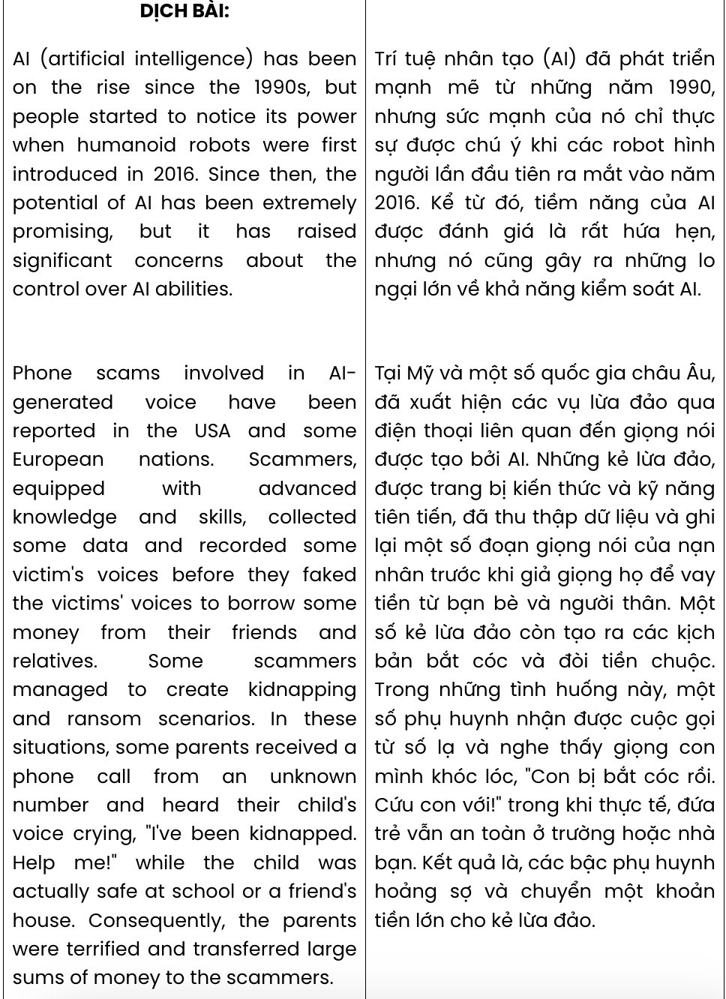 DỊCH BÀI:
AI (artificial intelligence) has been
on the rise since the 1990s, but
people started to notice its power
when humanoid robots were first
introduced in 2016. Since then, the
potential of AI has been extremely
promising, but it has raised
significant concerns about the
control over AI abilities.
Phone scams involved in AI-
generated voice have been
reported in the USA and some
European nations. Scammers,
equipped with advanced
knowledge and skills, collected
some data and recorded some
victim's voices before they faked
the victims' voices to borrow some
money from their friends and
relatives. Some scammers
managed to create kidnapping
and ransom scenarios. In these
situations, some parents received a
phone call from an unknown
number and heard their child's
voice crying, "I've been kidnapped.
Help me!" while the child was
actually safe at school or a friend's
house. Consequently, the parents
were terrified and transferred large
sums of money to the scammers.
Trí tuệ nhân tạo (AI) đã phát triển
mạnh mẽ từ những năm 1990,
nhưng sức mạnh của nó chỉ thực
sự được chú ý khi các robot hình
người lần đầu tiên ra mắt vào năm
2016. Kể từ đó, tiềm năng của AI
được đánh giá là rất hứa hẹn,
nhưng nó cũng gây ra những lo
ngại lớn về khả năng kiểm soát AI.
Tại Mỹ và một số quốc gia châu Âu,
đã xuất hiện các vụ lừa đảo qua
điện thoại liên quan đến giọng nói
được tạo bởi AI. Những kẻ lừa đảo,
được trang bị kiến thức và kỹ năng
tiên tiến, đã thu thập dữ liệu và ghi
lại một số đoạn giọng nói của nạn
nhân trước khi giả giọng họ để vay
tiền từ bạn bè và người thân. Một
số kẻ lừa đảo còn tạo ra các kịch
bản bắt cóc và đòi tiền chuộc.
Trong những tình huống này, một
số phụ huynh nhận được cuộc gọi
từ số lạ và nghe thấy giọng con
mình khóc lóc, "Con bị bắt cóc rồi.
Cứu con với!" trong khi thực tế, đứa
trẻ vẫn an toàn ở trường hoặc nhà
bạn. Kết quả là, các bậc phụ huynh
hoảng sợ và chuyển một khoản
tiền lớn cho kẻ lừa đảo.